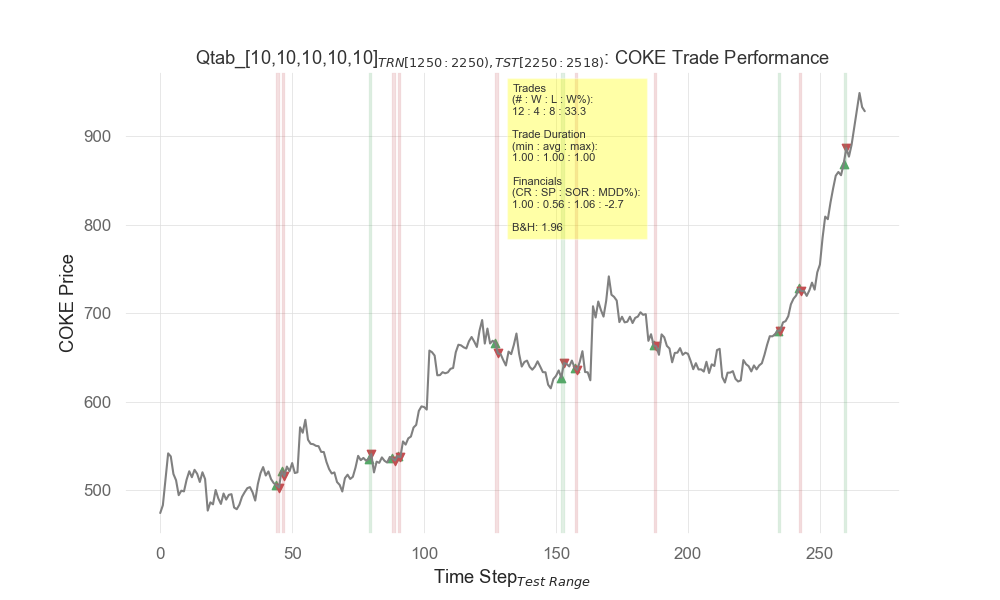 Qtab_[10,10,10,10,10]TRN[1250:2250),TST[2250:2518): COKE Trade Performance
Trades
(# : W : L : W%):
12 : 4 : 8 : 33.3
Trade Duration
(min : avg : max):
1.00 : 1.00 : 1.00
Financials
(CR : SP : SOR : MDD%):
1.00 : 0.56 : 1.06 : -2.7
B&H: 1.96
COKE Price
900
800
700
600
500
0 50 100 150 200 250
Time StepTest Range